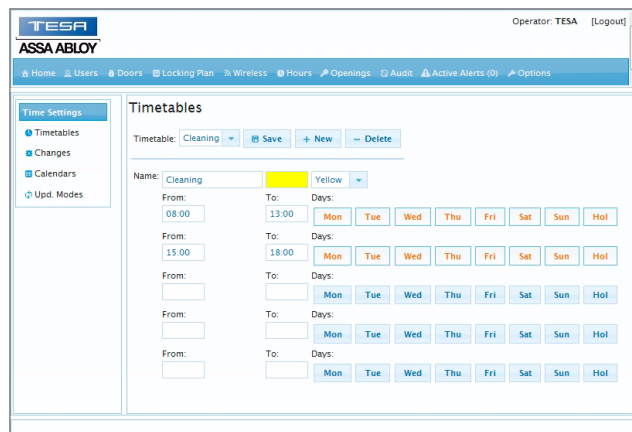 TESA
ASSA ABLOY
Operator: TESA [Logout]
Home Users Doors Locking Plan Wireless Hours Openings Audit Active Alerts (0) Options
Time Settings
Timetables
Changes
Calendars
Upd. Modes
Timetables
Timetable: Cleaning Save + New − Delete
Name: Cleaning Yellow
From: To: Days:
08:00 13:00 Mon Tue Wed Thu Fri Sat Sun Hol
From: To: Days:
15:00 18:00 Mon Tue Wed Thu Fri Sat Sun Hol
From: To: Days:
Mon Tue Wed Thu Fri Sat Sun Hol
From: To: Days:
Mon Tue Wed Thu Fri Sat Sun Hol
From: To: Days:
Mon Tue Wed Thu Fri Sat Sun Hol